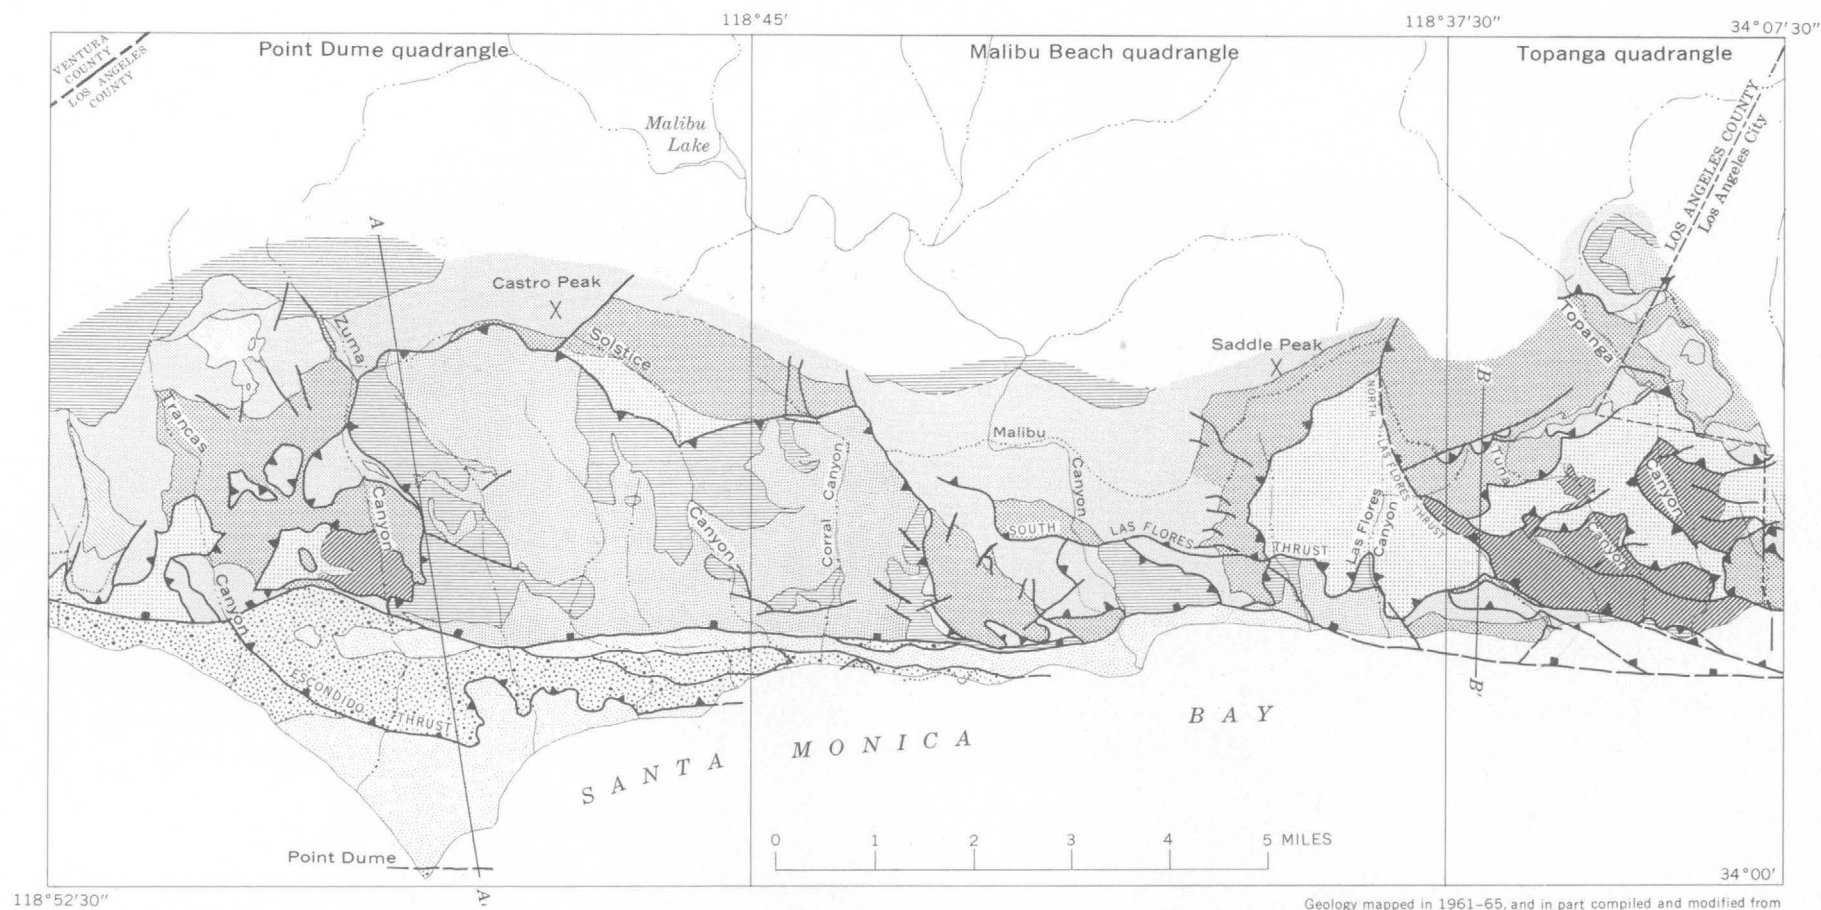 118°45′
118°37′30″
34°07′30″
VENTURA
COUNTY
LOS ANGELES
COUNTY
Point Dume quadrangle
Malibu Beach quadrangle
Topanga quadrangle
LOS ANGELES COUNTY
Los Angeles City
Malibu
Lake
A
Castro Peak
X
Zuma
Solstice
Saddle Peak
X
Topanga
B
NORTH
LAS FLORES
THRUST
Trancas
Malibu
Canyon
Tuna
Canyon
Canyon
Canyon
Corral Canyon
Canyon
SOUTH
LAS FLORES
THRUST
Las Flores
Canyon
Canyon
ESCONDIDO
THRUST
B′
SANTA MONICA BAY
0 1 2 3 4 5 MILES
Point Dume
A′
34°00′
118°52′30″
Geology mapped in 1961–65, and in part compiled and modified from